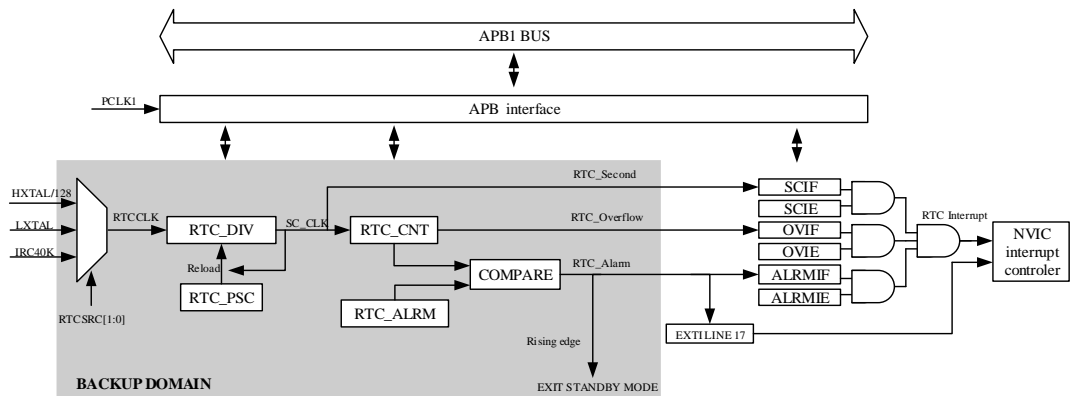 APB1 BUS
PCLK1
APB interface
HXTAL/128
LXTAL
IRC40K
RTCCLK
RTC_DIV
SC_CLK
RTC_CNT
RTC_Second
RTC_Overflow
RTC_Alarm
Reload
RTC_PSC
RTC_ALRM
COMPARE
RTCSRC[1:0]
Rising edge
EXIT STANDBY MODE
BACKUP DOMAIN
SCIF
SCIE
OVIF
OVIE
ALRMIF
ALRMIE
EXTI LINE 17
RTC Interrupt
NVIC
interrupt
controler